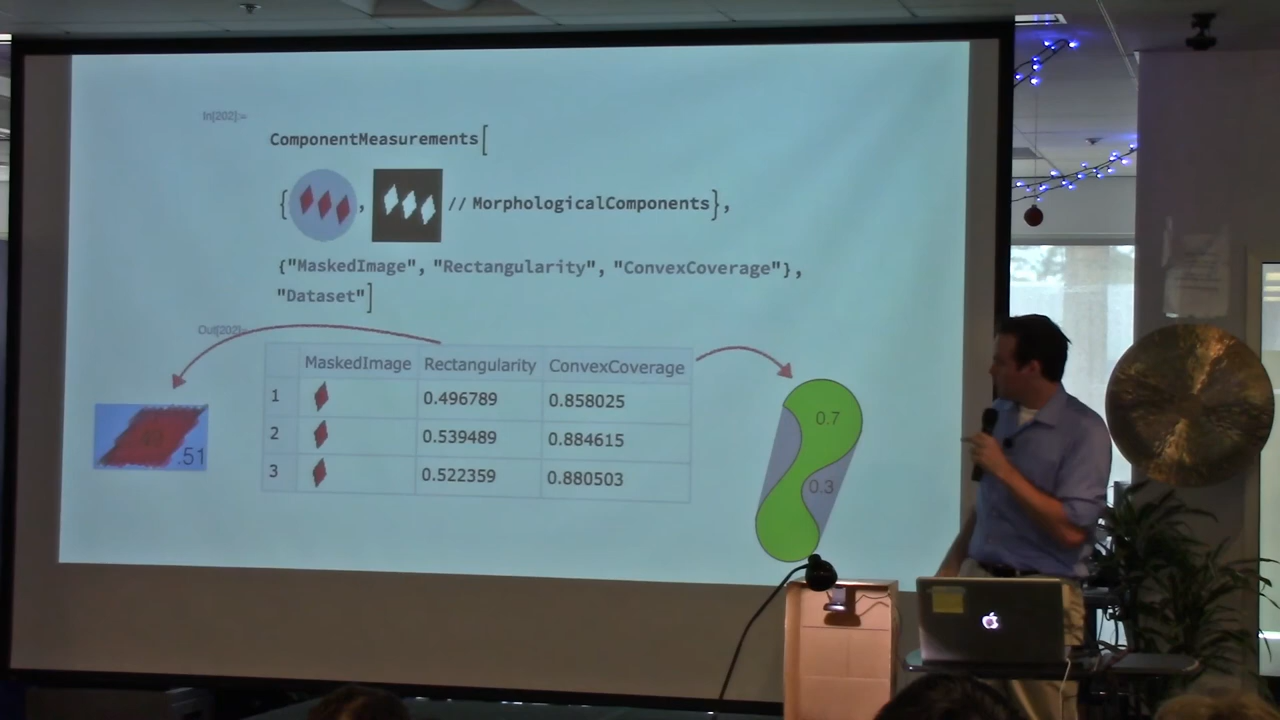 In[202]:=
ComponentMeasurements[
{ , // MorphologicalComponents},
{"MaskedImage", "Rectangularity", "ConvexCoverage"},
"Dataset"]
Out[202]=
MaskedImage Rectangularity ConvexCoverage
1 0.496789 0.858025
2 0.539489 0.884615
3 0.522359 0.880503
.51
0.7
0.3